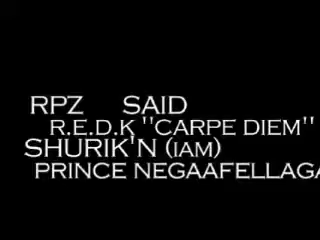 RPZ SAID
R.E.D.K "CARPE DIEM"
SHURIK'N (IAM)
PRINCE NEGAAFELLAGA